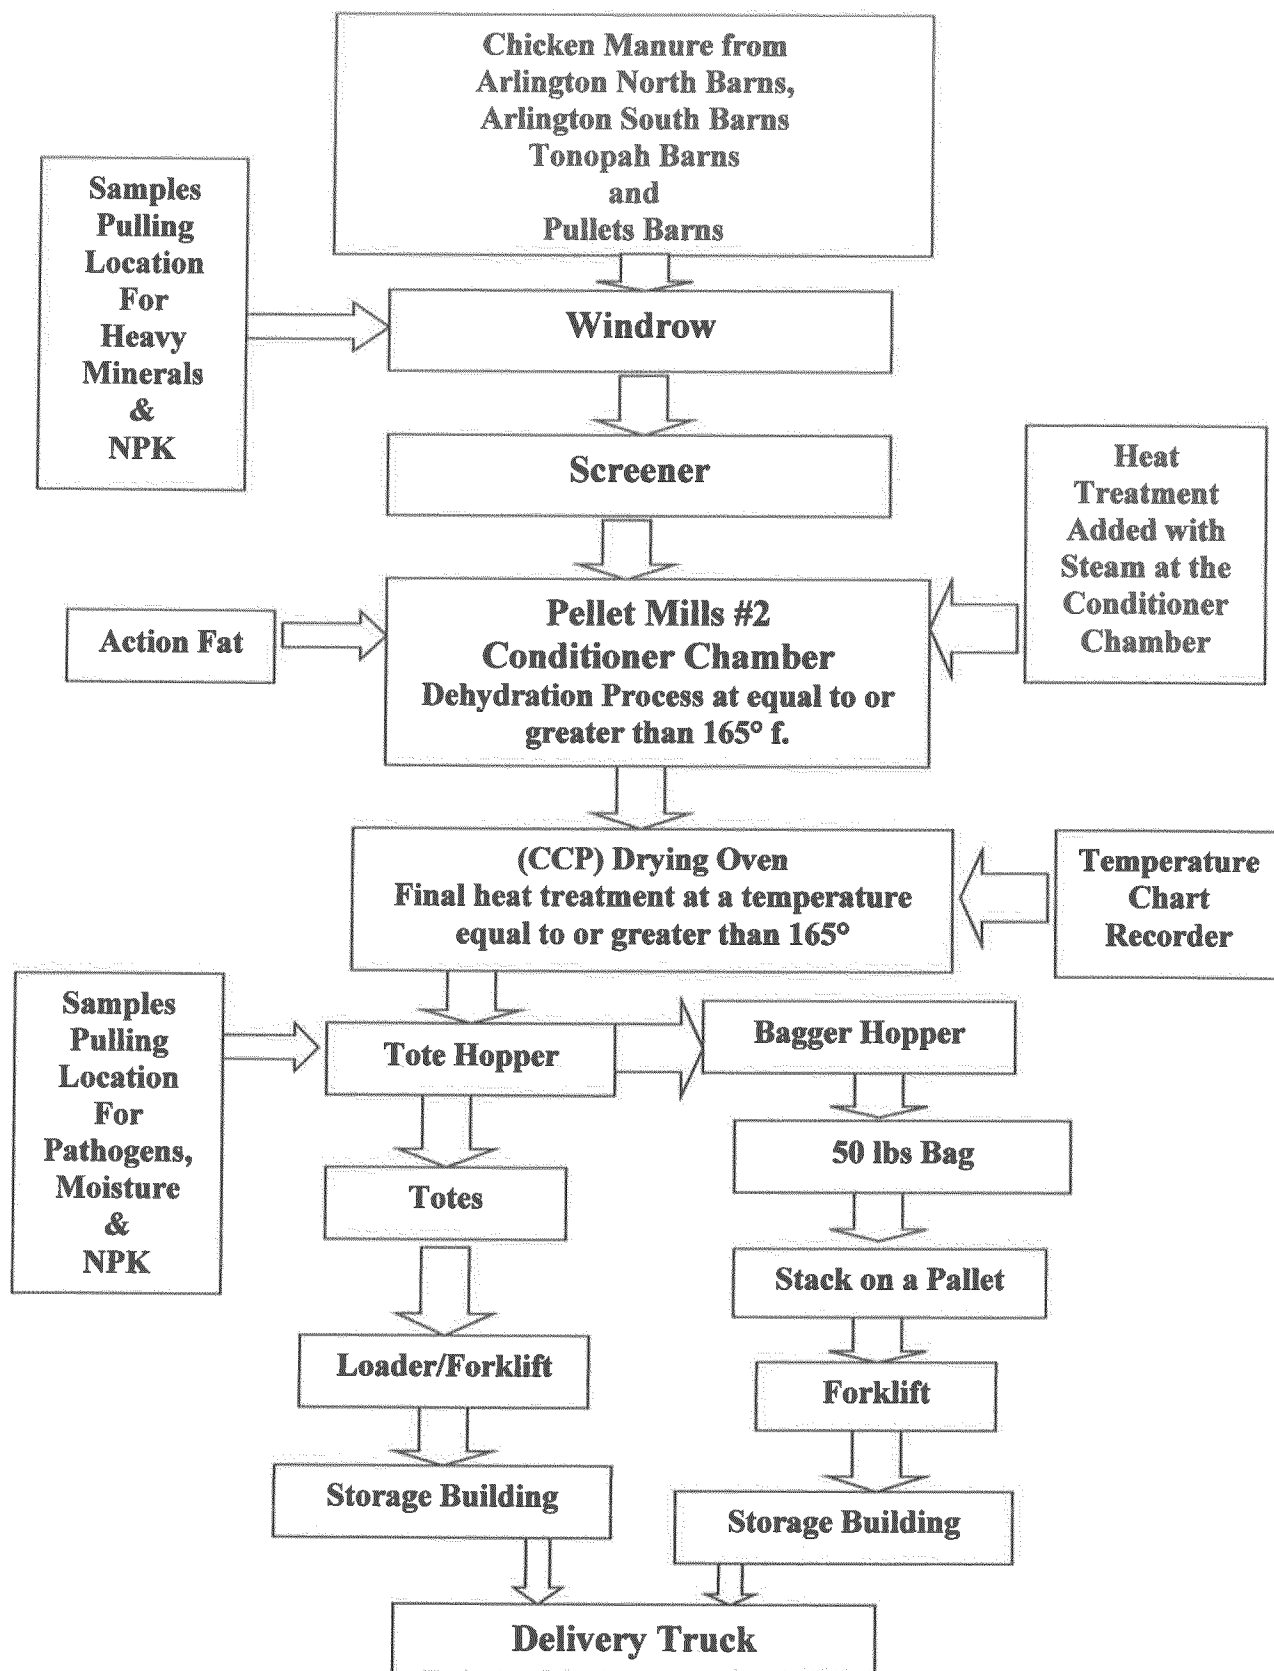 Chicken Manure from
Arlington North Barns,
Arlington South Barns
Tonopah Barns
and
Pullets Barns
Samples
Pulling
Location
For
Heavy
Minerals
&
NPK
Windrow
Screener
Heat
Treatment
Added with
Steam at the
Conditioner
Chamber
Action Fat
Pellet Mills #2
Conditioner Chamber
Dehydration Process at equal to or
greater than 165° f.
(CCP) Drying Oven
Final heat treatment at a temperature
equal to or greater than 165°
Temperature
Chart
Recorder
Samples
Pulling
Location
For
Pathogens,
Moisture
&
NPK
Tote Hopper
Bagger Hopper
50 lbs Bag
Totes
Stack on a Pallet
Loader/Forklift
Forklift
Storage Building
Storage Building
Delivery Truck